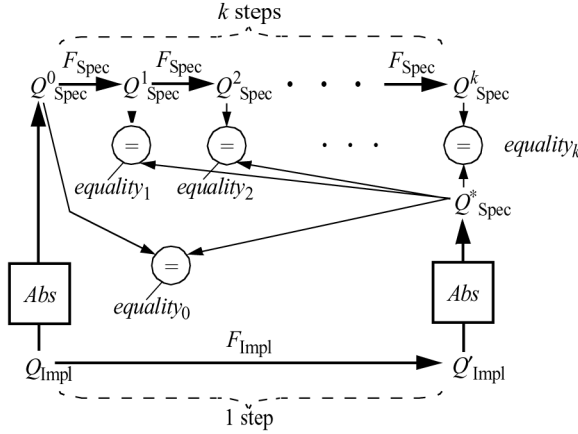 k steps
F_Spec F_Spec F_Spec
Q^0_Spec Q^1_Spec Q^2_Spec · · · · Q^k_Spec
= = · · · = equality_k
equality_1 equality_2
Q^*_Spec
=
Abs Abs
equality_0
F_Impl
Q_Impl Q′_Impl
1 step